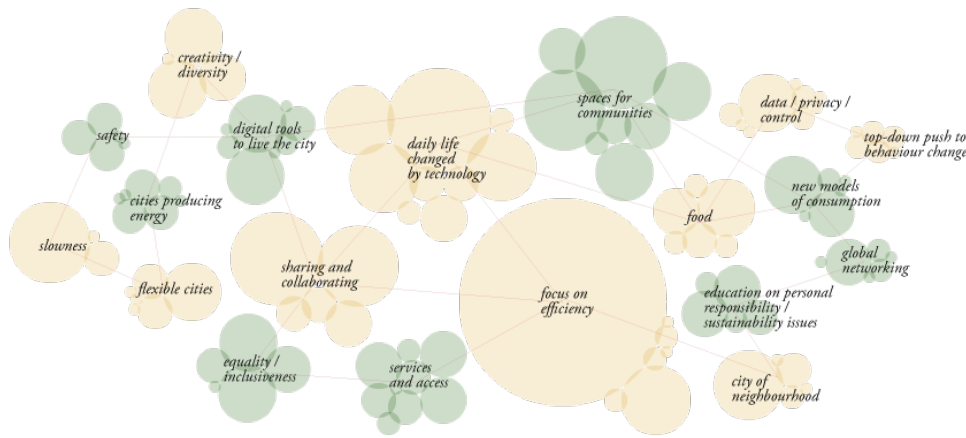 creativity /
diversity
safety
digital tools
to live the city
cities producing
energy
slowness
flexible cities
daily life
changed
by technology
sharing and
collaborating
equality /
inclusiveness
services
and access
spaces for
communities
data / privacy /
control
top-down push to
behaviour change
new models
of consumption
food
global
networking
focus on
efficiency
education on personal
responsibility /
sustainability issues
city of
neighbourhood